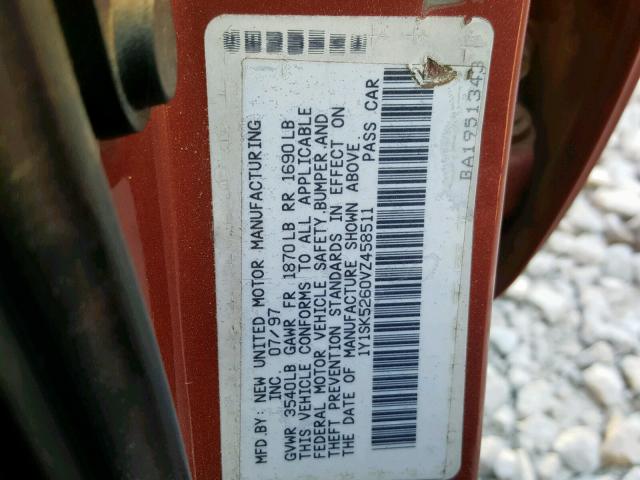 MFD BY: NEW UNITED MOTOR MANUFACTURING
INC 07/97
GVWR 3540LB GAWR FR 1870LB RR 1690LB
THIS VEHICLE CONFORMS TO ALL APPLICABLE
FEDERAL MOTOR VEHICLE SAFETY,BUMPER,AND
THEFT PREVENTION STANDARDS IN EFFECT ON
THE DATE OF MANUFACTURE SHOWN ABOVE
1Y1SK5260VZ458511 PASS CAR
BA1951343